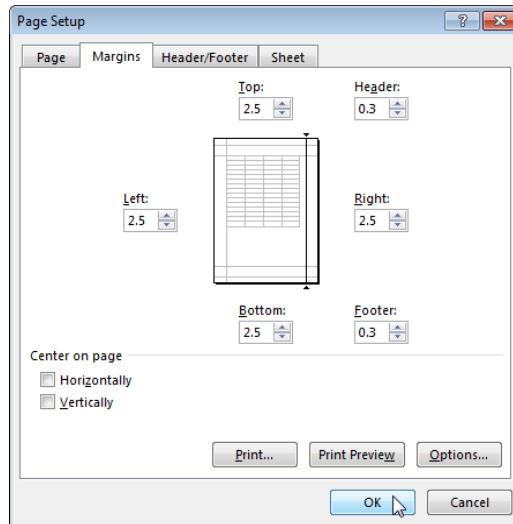 Page Setup
Page Margins Header/Footer Sheet
Top: Header:
2.5 0.3
Left: Right:
2.5 2.5
Bottom: Footer:
2.5 0.3
Center on page
Horizontally
Vertically
Print... Print Preview Options...
OK Cancel